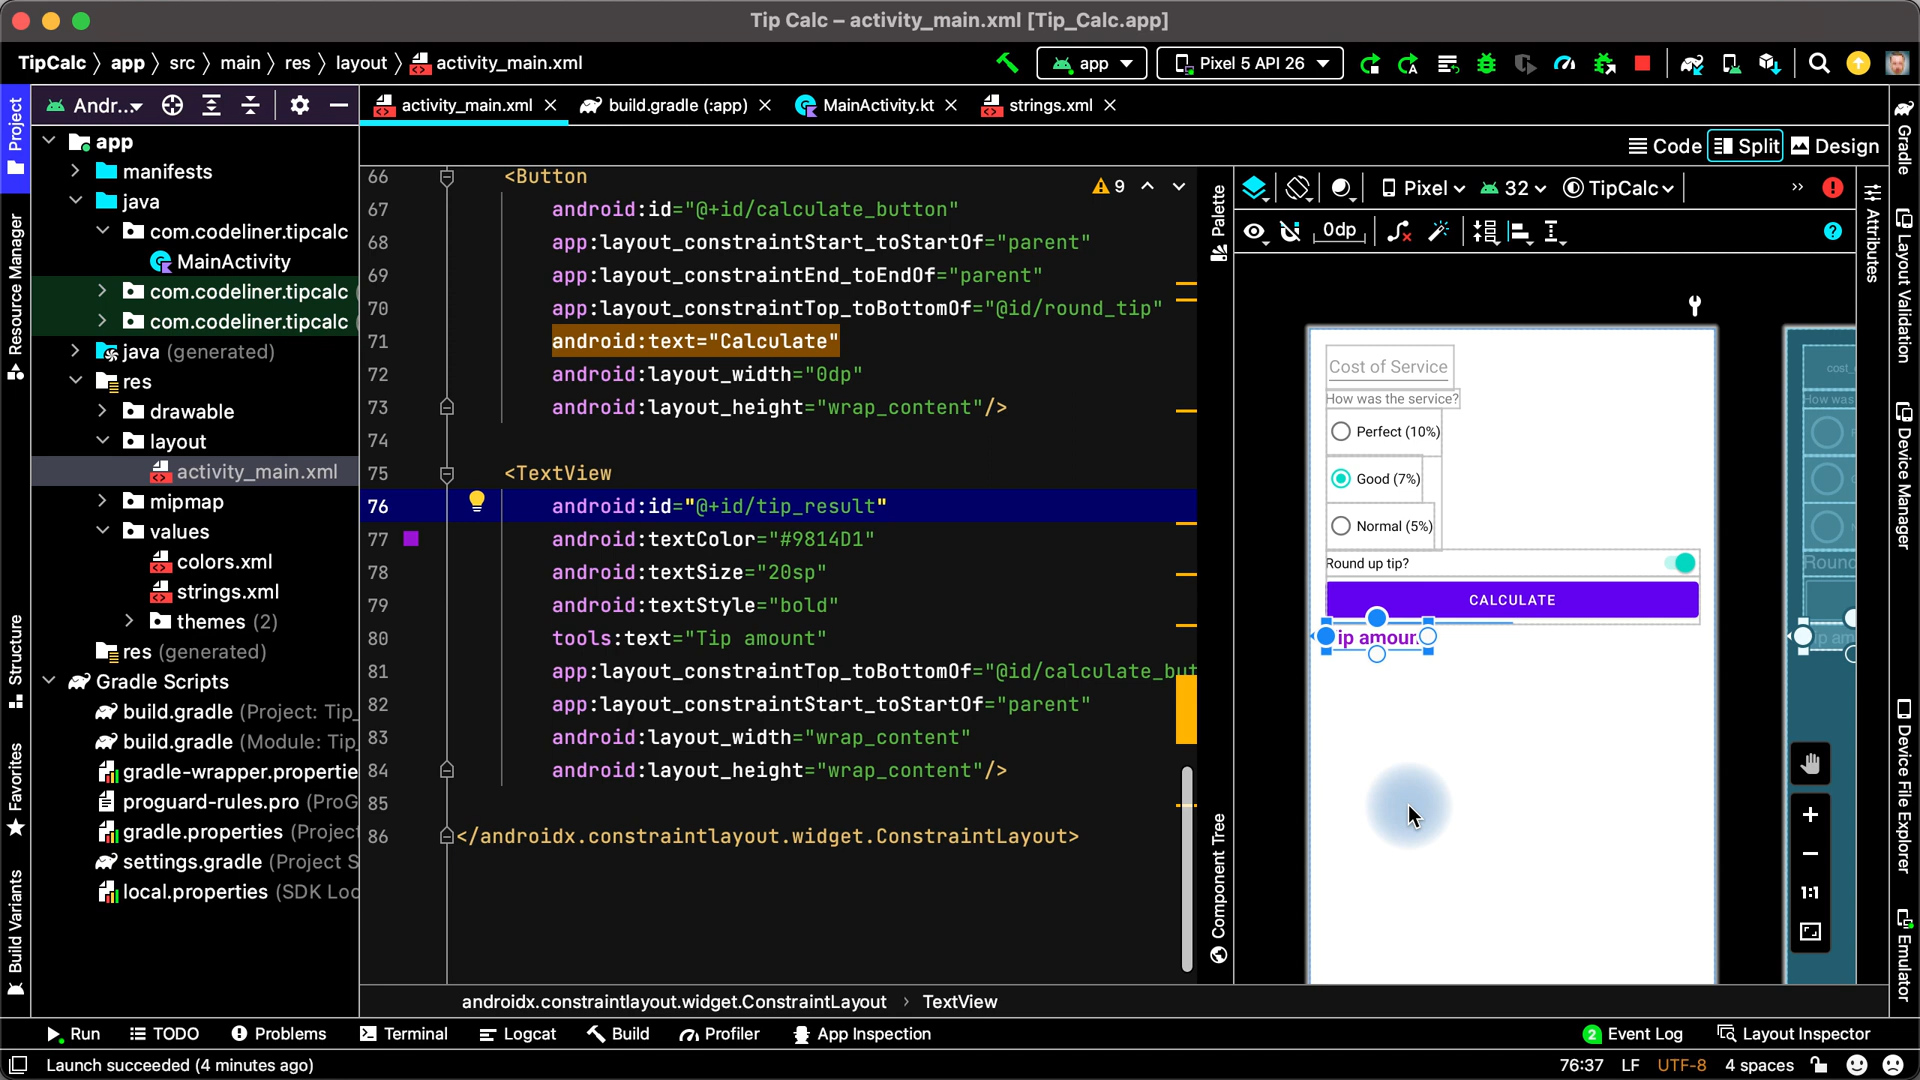 Tip Calc – activity_main.xml [Tip_Calc.app]
TipCalc app src main res layout activity_main.xml
app
Pixel 5 API 26
Andr...
activity_main.xml
build.gradle (:app)
MainActivity.kt
strings.xml
Code
Split
Design
Project
Resource Manager
Structure
Favorites
Build Variants
app
manifests
java
com.codeliner.tipcalc
MainActivity
com.codeliner.tipcalc (
com.codeliner.tipcalc (
java (generated)
res
drawable
layout
activity_main.xml
mipmap
values
colors.xml
strings.xml
themes (2)
res (generated)
Gradle Scripts
build.gradle (Project: Tip_
build.gradle (Module: Tip_
gradle-wrapper.propertie
proguard-rules.pro (ProG
gradle.properties (Project
settings.gradle (Project S
local.properties (SDK Loc
9
66 <Button
67 android:id="@+id/calculate_button"
68 app:layout_constraintStart_toStartOf="parent"
69 app:layout_constraintEnd_toEndOf="parent"
70 app:layout_constraintTop_toBottomOf="@id/round_tip"
71 android:text="Calculate"
72 android:layout_width="0dp"
73 android:layout_height="wrap_content"/>
74
75 <TextView
76 android:id="@+id/tip_result"
77 android:textColor="#9814D1"
78 android:textSize="20sp"
79 android:textStyle="bold"
80 tools:text="Tip amount"
81 app:layout_constraintTop_toBottomOf="@id/calculate_but
82 app:layout_constraintStart_toStartOf="parent"
83 android:layout_width="wrap_content"
84 android:layout_height="wrap_content"/>
85
86 </androidx.constraintlayout.widget.ConstraintLayout>
androidx.constraintlayout.widget.ConstraintLayout > TextView
Palette
Component Tree
Pixel
32
TipCalc
0dp
Cost of Service
How was the service?
Perfect (10%)
Good (7%)
Normal (5%)
Round up tip?
CALCULATE
ip amoun
cost_
How was
Round
ip am
1:1
Attributes
Gradle
Layout Validation
Device Manager
Device File Explorer
Emulator
Run
TODO
Problems
Terminal
Logcat
Build
Profiler
App Inspection
2 Event Log
Layout Inspector
Launch succeeded (4 minutes ago)
76:37 LF UTF-8 4 spaces